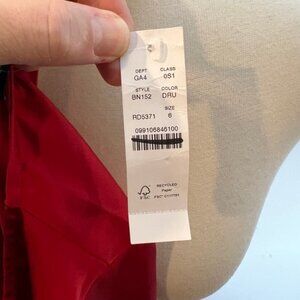 DEPT CLASS
GA4 0S1
STYLE COLOR
BN152 DRU
SIZE
RD5371 6
099106846100
FSC
RECYCLED
Paper